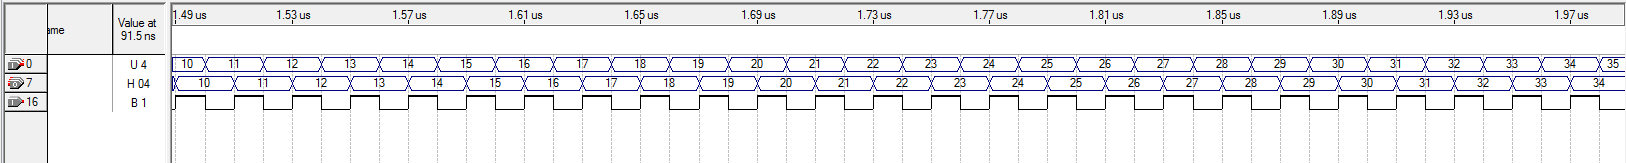 ame Value at 91.5 ns 1.49 us 1.53 us 1.57 us 1.61 us 1.65 us 1.69 us 1.73 us 1.77 us 1.81 us 1.85 us 1.89 us 1.93 us 1.97 us
0 U 4 10 11 12 13 14 15 16 17 18 19 20 21 22 23 24 25 26 27 28 29 30 31 32 33 34 35
7 H 04 10 11 12 13 14 15 16 17 18 19 20 21 22 23 24 25 26 27 28 29 30 31 32 33 34
16 B 1